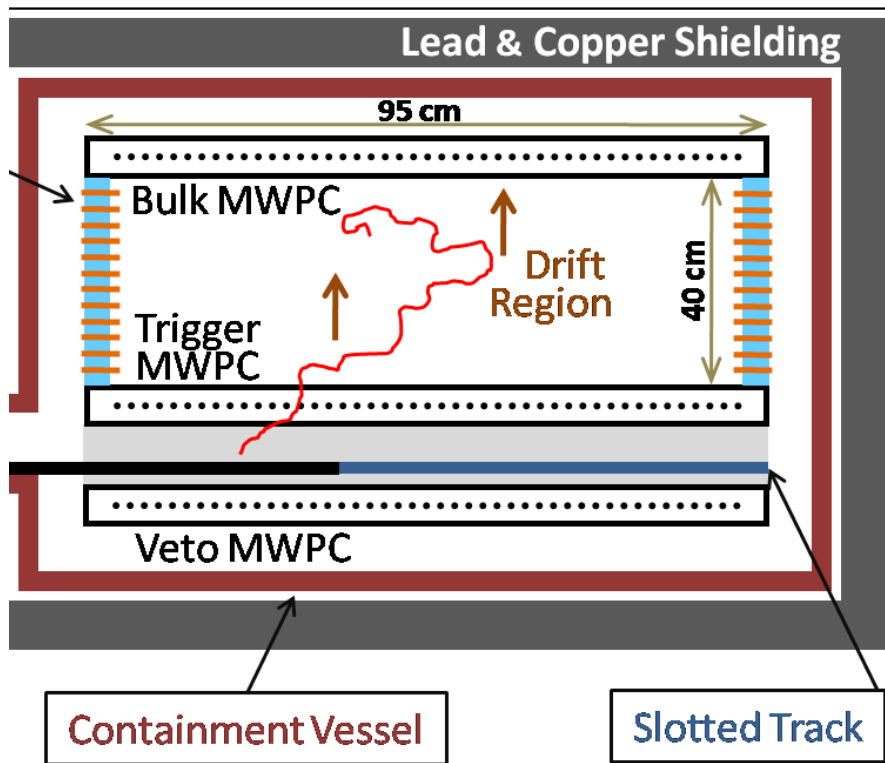 Lead & Copper Shielding
95 cm
Bulk MWPC
Drift
Region
40 cm
Trigger
MWPC
Veto MWPC
Containment Vessel
Slotted Track